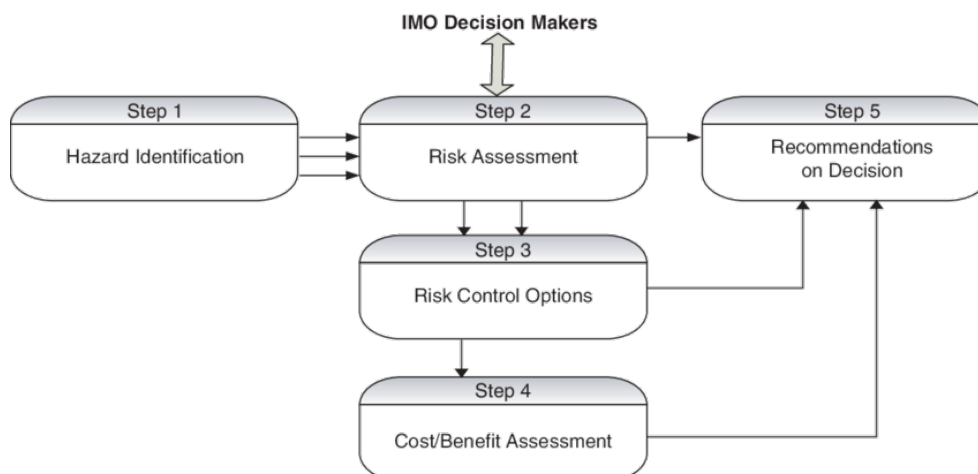 IMO Decision Makers
Step 1
Hazard Identification
Step 2
Risk Assessment
Step 5
Recommendations
on Decision
Step 3
Risk Control Options
Step 4
Cost/Benefit Assessment